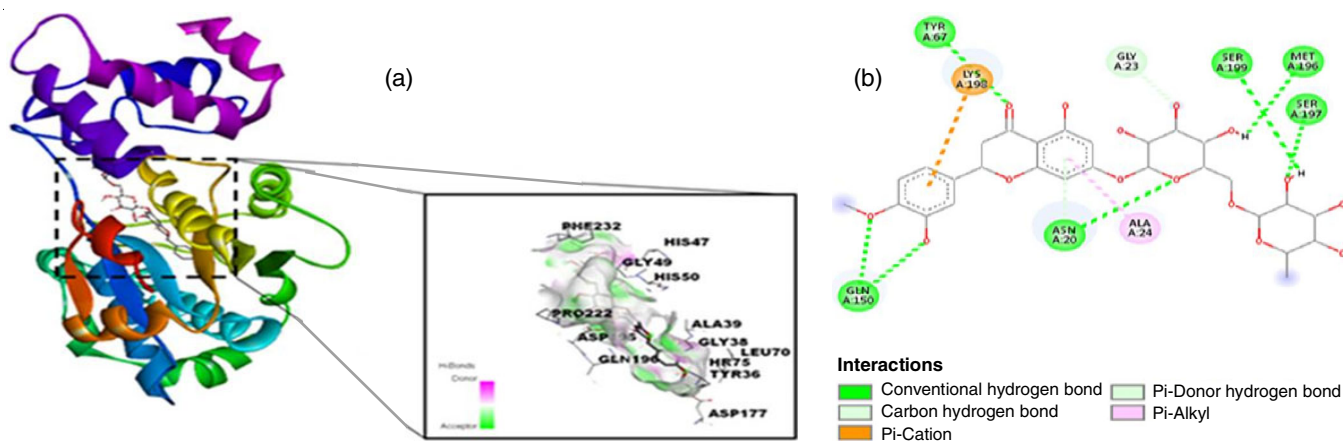 (a)
PHE232
HIS47
GLY49
HIS50
PRO222
ALA39
GLY38
LEU70
GLN190
TYR36
ASP177
H-Bonds
Donor
Acceptor
(b)
TYR
A:67
LYS
A:198
GLY
A:23
SER
A:199
MET
A:196
SER
A:197
O
O
O
O
O
O
O
O
H
O
H
O
O
O
O
O
O
ASN
A:20
ALA
A:24
GLN
A:150
Interactions
Conventional hydrogen bond
Carbon hydrogen bond
Pi-Cation
Pi-Donor hydrogen bond
Pi-Alkyl